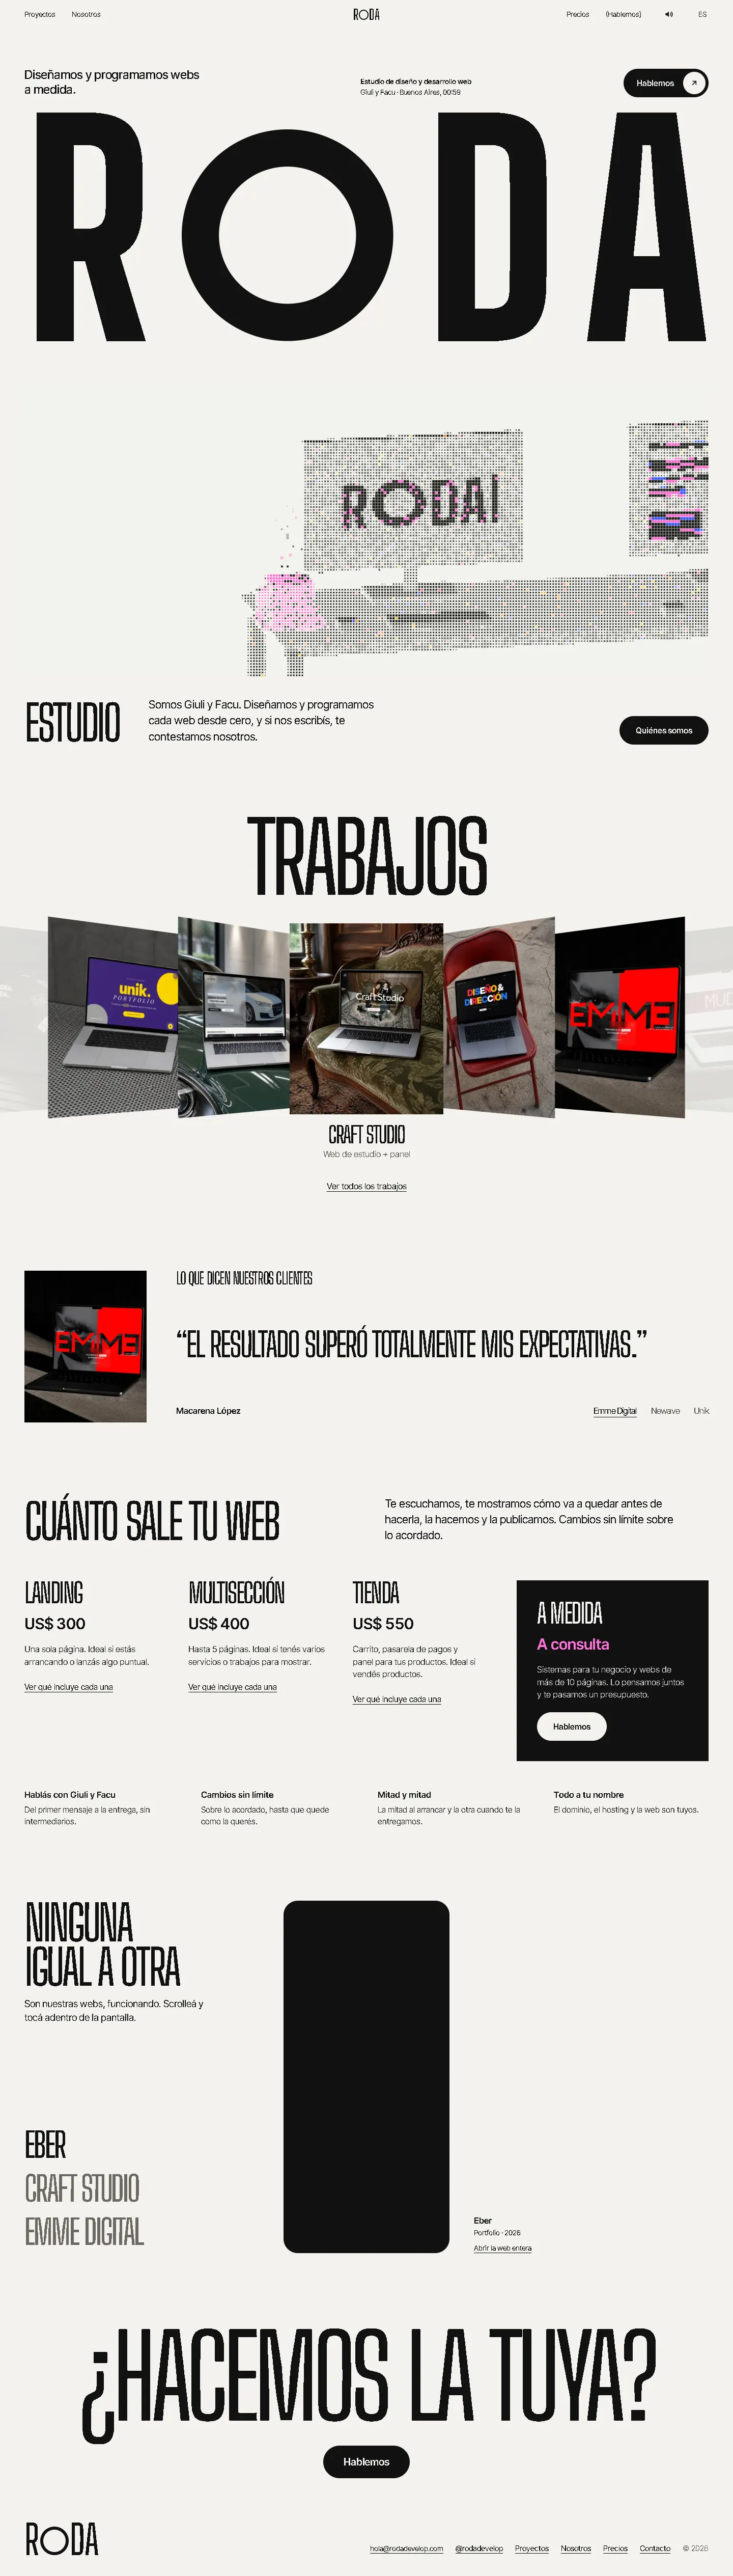 Proyectos Nosotros RODA Precios (Hablemos) ES
Diseñamos y programamos webs
a medida.
Estudio de diseño y desarrollo web
Giuli y Facu · Buenos Aires, 00:59
Hablemos
RODA
RODA
ESTUDIO
Somos Giuli y Facu. Diseñamos y programamos
cada web desde cero, y si nos escribís, te
contestamos nosotros.
Quiénes somos
TRABAJOS
unik.
PORTFOLIO
Craft Studio
DISEÑO &
DIRECCIÓN
EMME
CRAFT STUDIO
Web de estudio + panel
Ver todos los trabajos
EMME
LO QUE DICEN NUESTROS CLIENTES
“EL RESULTADO SUPERÓ TOTALMENTE MIS EXPECTATIVAS.”
Macarena López
Emme Digital Newave Unik
CUÁNTO SALE TU WEB
Te escuchamos, te mostramos cómo va a quedar antes de
hacerla, la hacemos y la publicamos. Cambios sin límite sobre
lo acordado.
LANDING
US$ 300
Una sola página. Ideal si estás
arrancando o lanzás algo puntual.
Ver qué incluye cada una
MULTISECCIÓN
US$ 400
Hasta 5 páginas. Ideal si tenés varios
servicios o trabajos para mostrar.
Ver qué incluye cada una
TIENDA
US$ 550
Carrito, pasarela de pagos y
panel para tus productos. Ideal si
vendés productos.
Ver qué incluye cada una
A MEDIDA
A consulta
Sistemas para tu negocio y webs de
más de 10 páginas. Lo pensamos juntos
y te pasamos un presupuesto.
Hablemos
Hablás con Giuli y Facu
Del primer mensaje a la entrega, sin
intermediarios.
Cambios sin límite
Sobre lo acordado, hasta que quede
como la querés.
Mitad y mitad
La mitad al arrancar y la otra cuando te la
entregamos.
Todo a tu nombre
El dominio, el hosting y la web son tuyos.
NINGUNA
IGUAL A OTRA
Son nuestras webs, funcionando. Scrolleá y
tocá adentro de la pantalla.
EBER
CRAFT STUDIO
EMME DIGITAL
Eber
Portfolio · 2026
Abrir la web entera
¿HACEMOS LA TUYA?
Hablemos
RODA
hola@rodadevelop.com @rodadevelop Proyectos Nosotros Precios Contacto © 2026